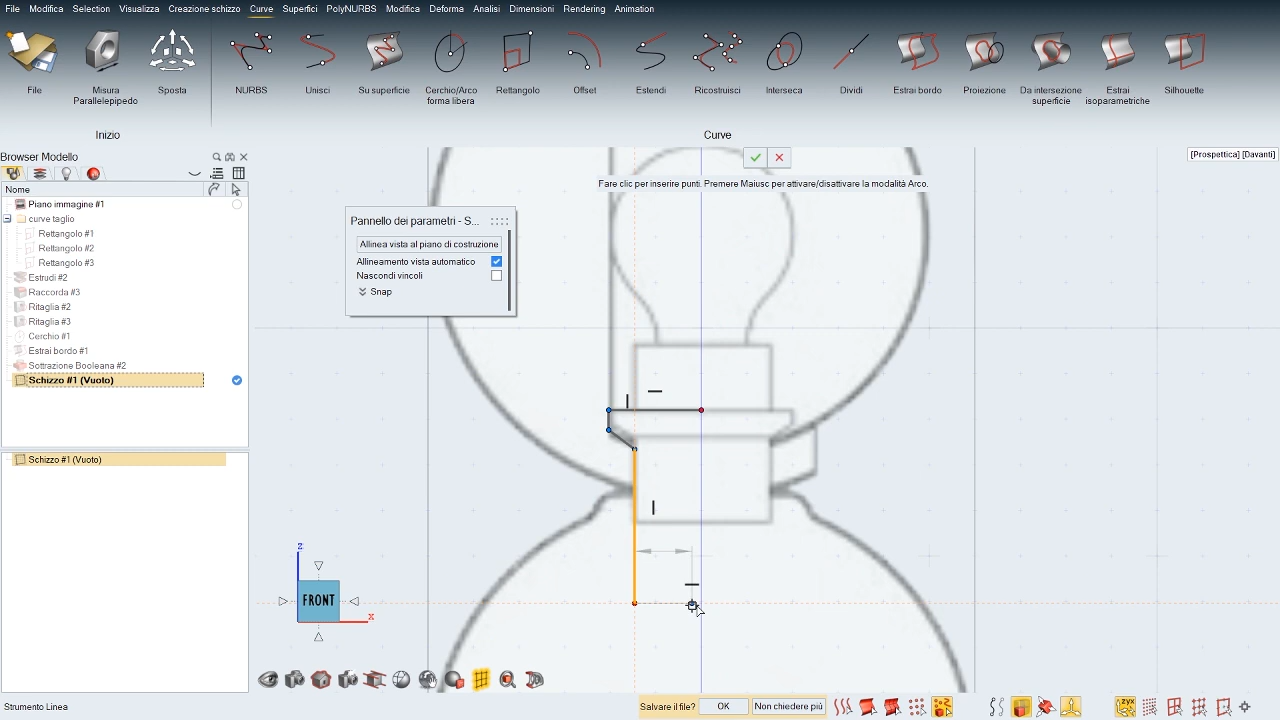 File Modifica Selection Visualizza Creazione schizzo Curve Superfici PolyNURBS Modifica Deforma Analisi Dimensioni Rendering Animation
File Misura Parallelepipedo Sposta NURBS Unisci Su superficie Cerchio/Arco forma libera Rettangolo Offset Estendi Ricostruisci Interseca Dividi Estrai bordo Proiezione Da intersezione superficie Estrai isoparametriche Silhouette
Inizio Curve
Browser Modello
[Prospettica] [Davanti]
Fare clic per inserire punti. Premere Maiusc per attivare/disattivare la modalità Arco.
Nome
Piano immagine #1
curve taglio
Rettangolo #1
Rettangolo #2
Rettangolo #3
Estrudi #2
Raccorda #3
Ritaglia #2
Ritaglia #3
Cerchio #1
Estrai bordo #1
Sottrazione Booleana #2
Schizzo #1 (Vuoto)
Schizzo #1 (Vuoto)
Pannello dei parametri - S...
Allinea vista al piano di costruzione
Allineamento vista automatico
Nascondi vincoli
Snap
z
FRONT
x
Strumento Linea
Salvare il file? OK Non chiedere più
zyx